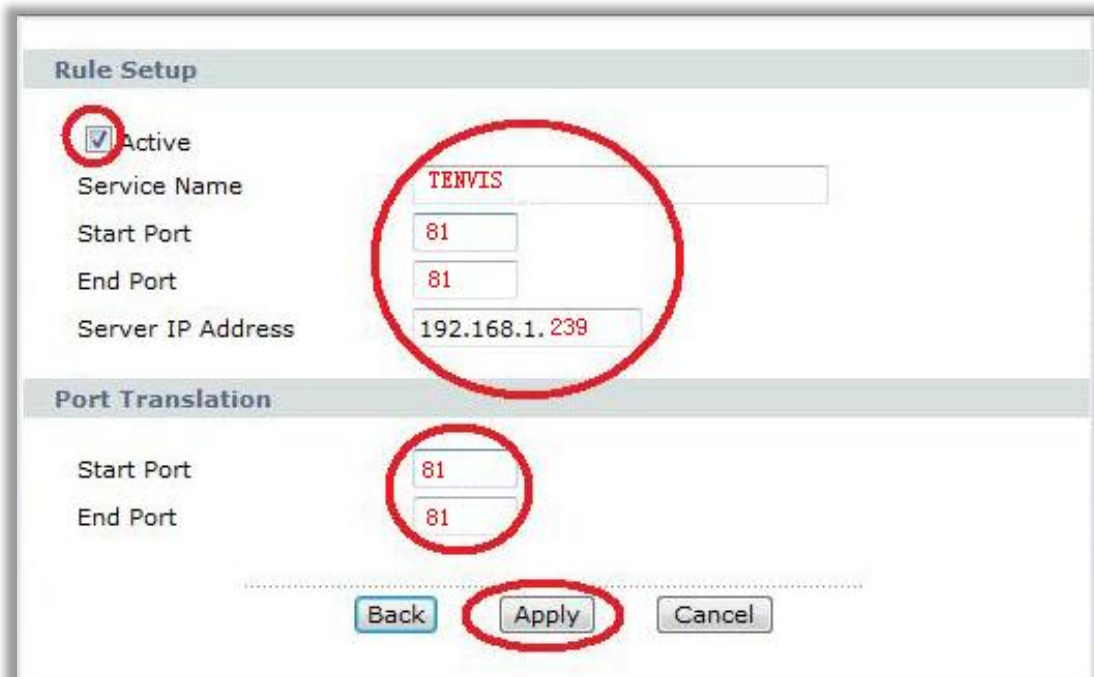 Rule Setup
Active
Service Name TENVIS
Start Port 81
End Port 81
Server IP Address 192.168.1.239
Port Translation
Start Port 81
End Port 81
Back Apply Cancel